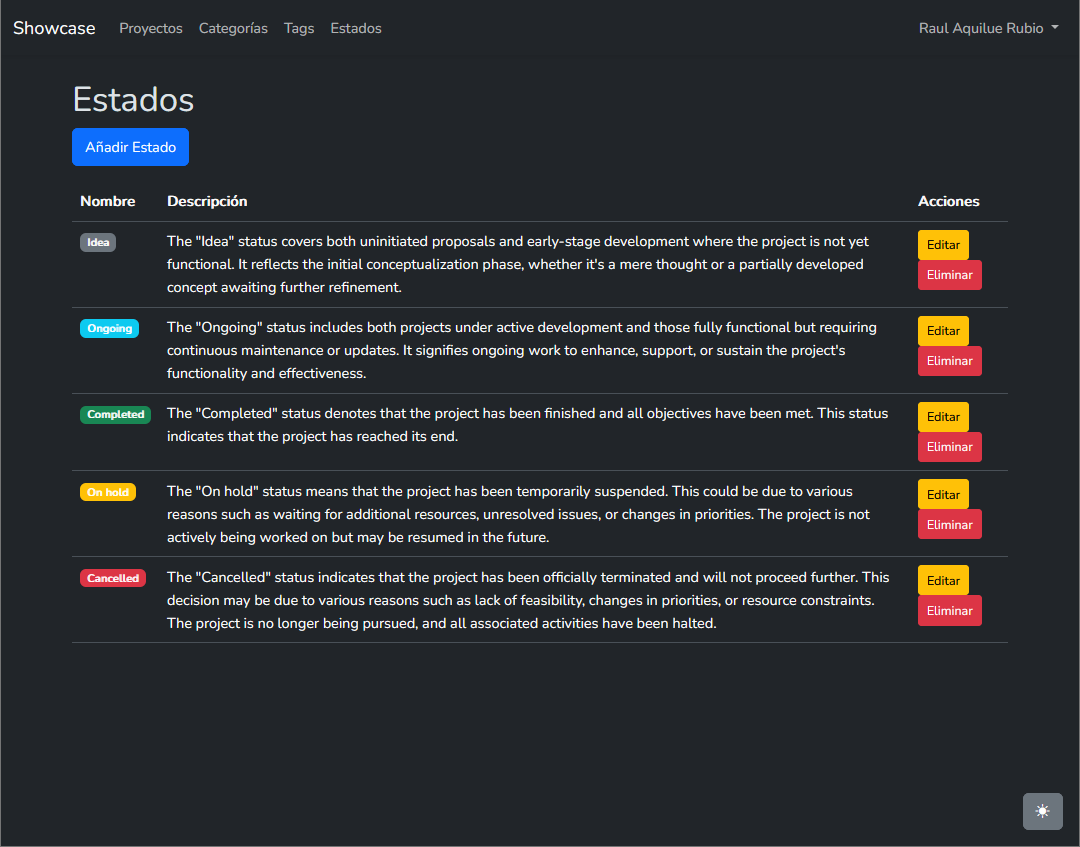 Showcase Proyectos Categorías Tags Estados Raul Aquilue Rubio
Estados
Añadir Estado
Nombre Descripción Acciones
Idea
The "Idea" status covers both uninitiated proposals and early-stage development where the project is not yet
functional. It reflects the initial conceptualization phase, whether it's a mere thought or a partially developed
concept awaiting further refinement.
Editar
Eliminar
Ongoing
The "Ongoing" status includes both projects under active development and those fully functional but requiring
continuous maintenance or updates. It signifies ongoing work to enhance, support, or sustain the project's
functionality and effectiveness.
Editar
Eliminar
Completed
The "Completed" status denotes that the project has been finished and all objectives have been met. This status
indicates that the project has reached its end.
Editar
Eliminar
On hold
The "On hold" status means that the project has been temporarily suspended. This could be due to various
reasons such as waiting for additional resources, unresolved issues, or changes in priorities. The project is not
actively being worked on but may be resumed in the future.
Editar
Eliminar
Cancelled
The "Cancelled" status indicates that the project has been officially terminated and will not proceed further. This
decision may be due to various reasons such as lack of feasibility, changes in priorities, or resource constraints.
The project is no longer being pursued, and all associated activities have been halted.
Editar
Eliminar